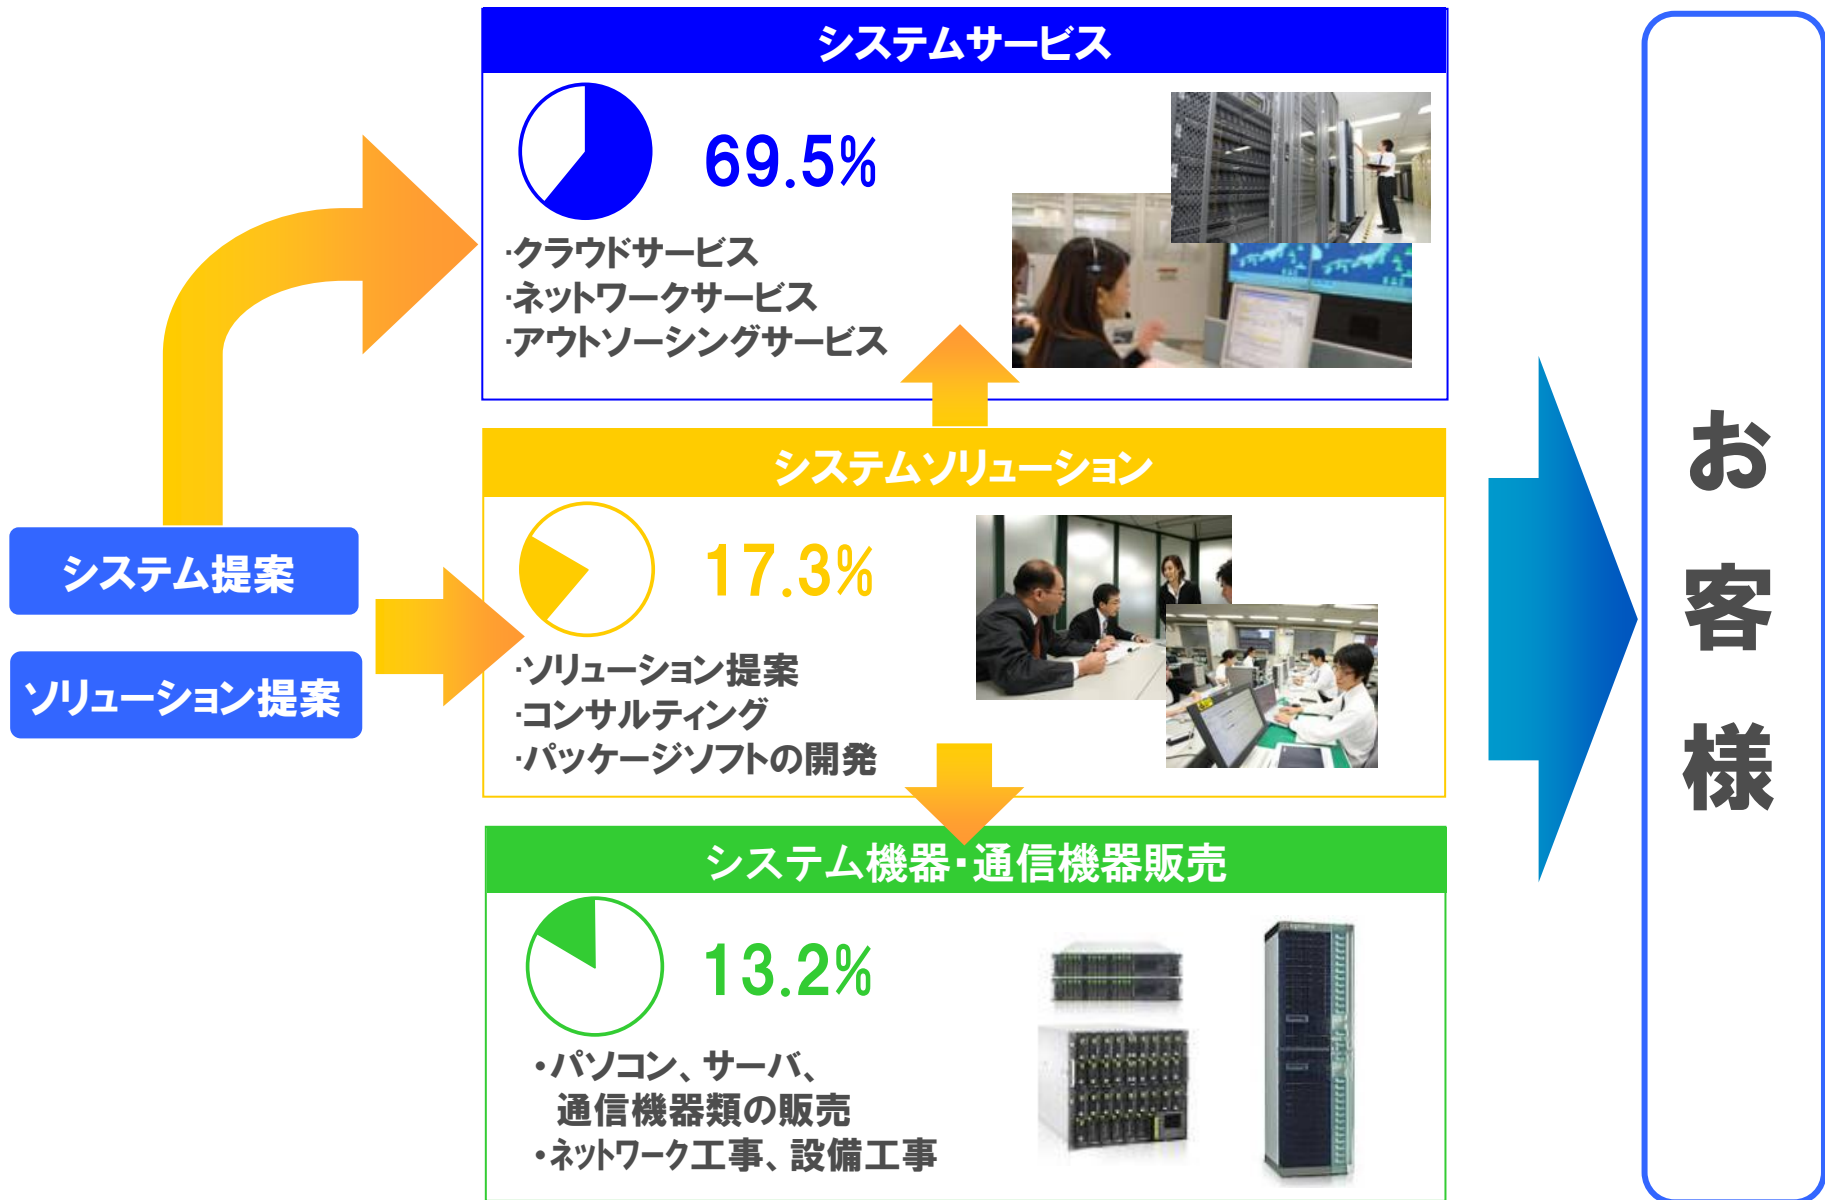 システムサービス
69.5%
·クラウドサービス
·ネットワークサービス
·アウトソーシングサービス
システム提案
ソリューション提案
システムソリューション
17.3%
·ソリューション提案
·コンサルティング
·パッケージソフトの開発
システム機器・通信機器販売
13.2%
・パソコン、サーバ、
通信機器類の販売
・ネットワーク工事、設備工事
お客様